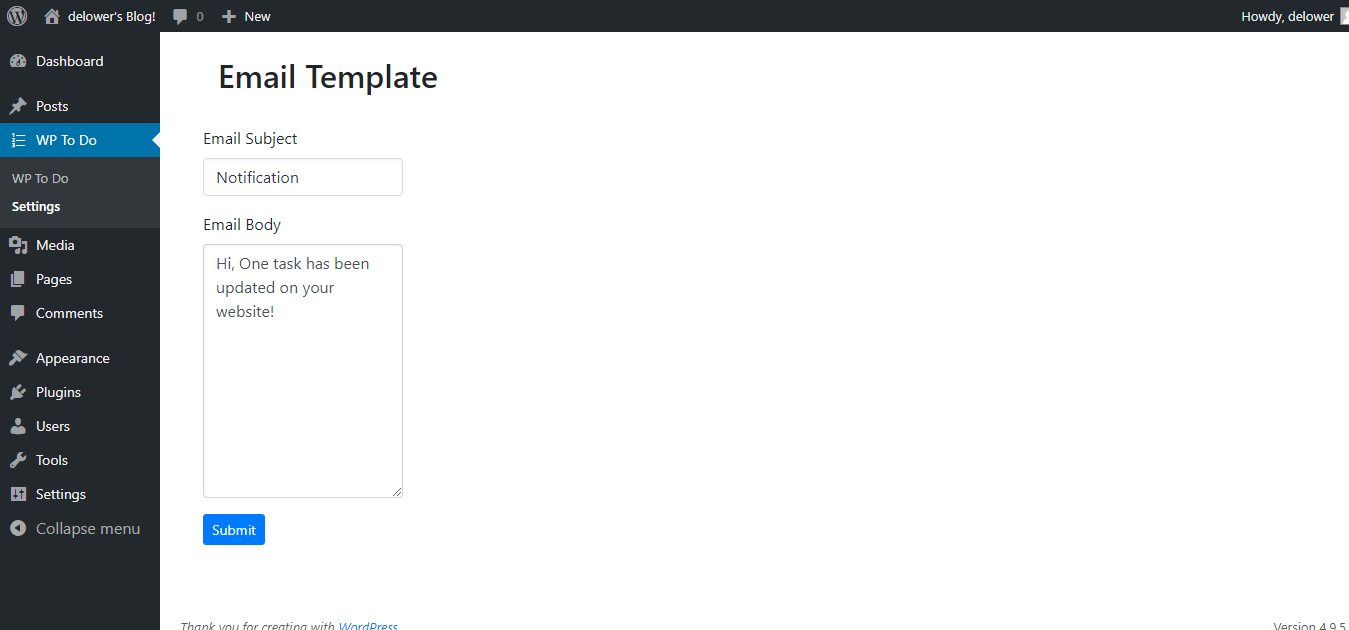 delower's Blog! 0 New Howdy, delower
Dashboard
Posts
WP To Do
WP To Do
Settings
Media
Pages
Comments
Appearance
Plugins
Users
Tools
Settings
Collapse menu
Email Template
Email Subject
Notification
Email Body
Hi, One task has been
updated on your
website!
Submit
Thank you for creating with WordPress
Version 4.9.5